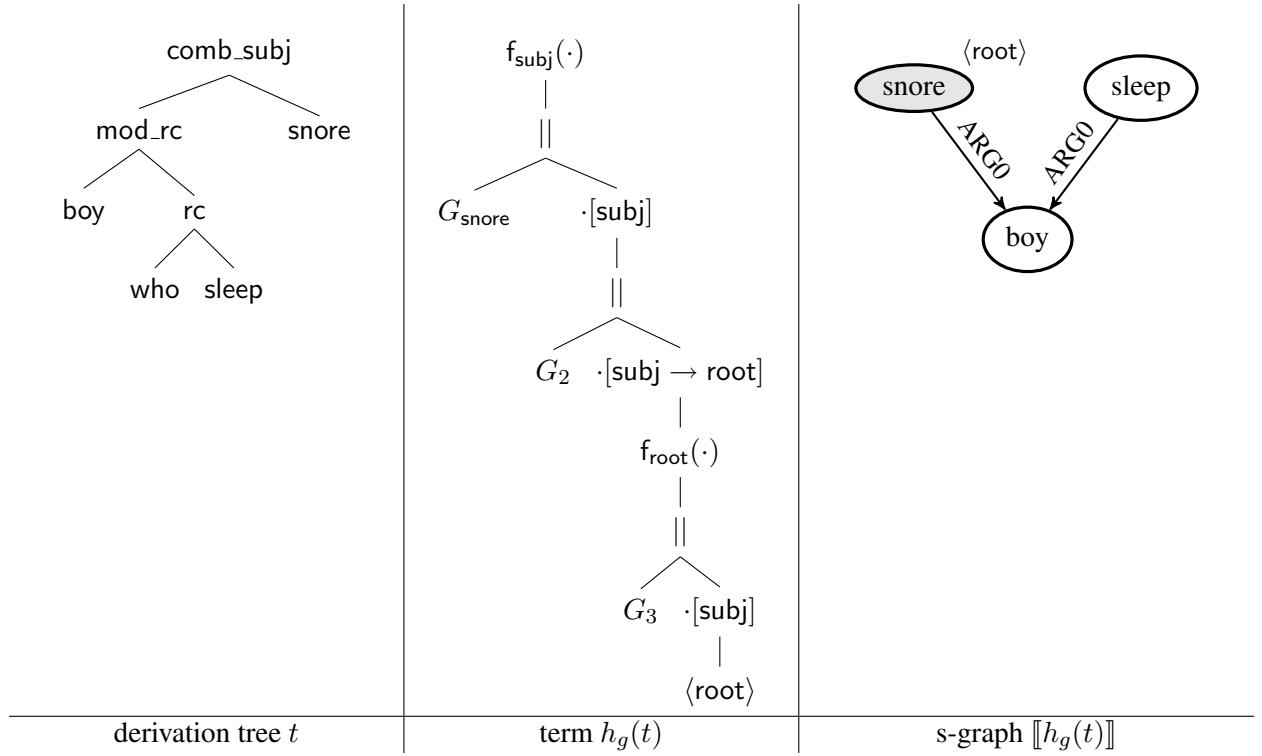 comb_subj
mod_rc snore
boy rc
who sleep
derivation tree t
f_subj(·)
||
G_snore ·[subj]
||
G_2 ·[subj → root]
f_root(·)
||
G_3 ·[subj]
⟨root⟩
term h_g(t)
⟨root⟩
snore sleep
ARG0 ARG0
boy
s-graph ⟦h_g(t)⟧